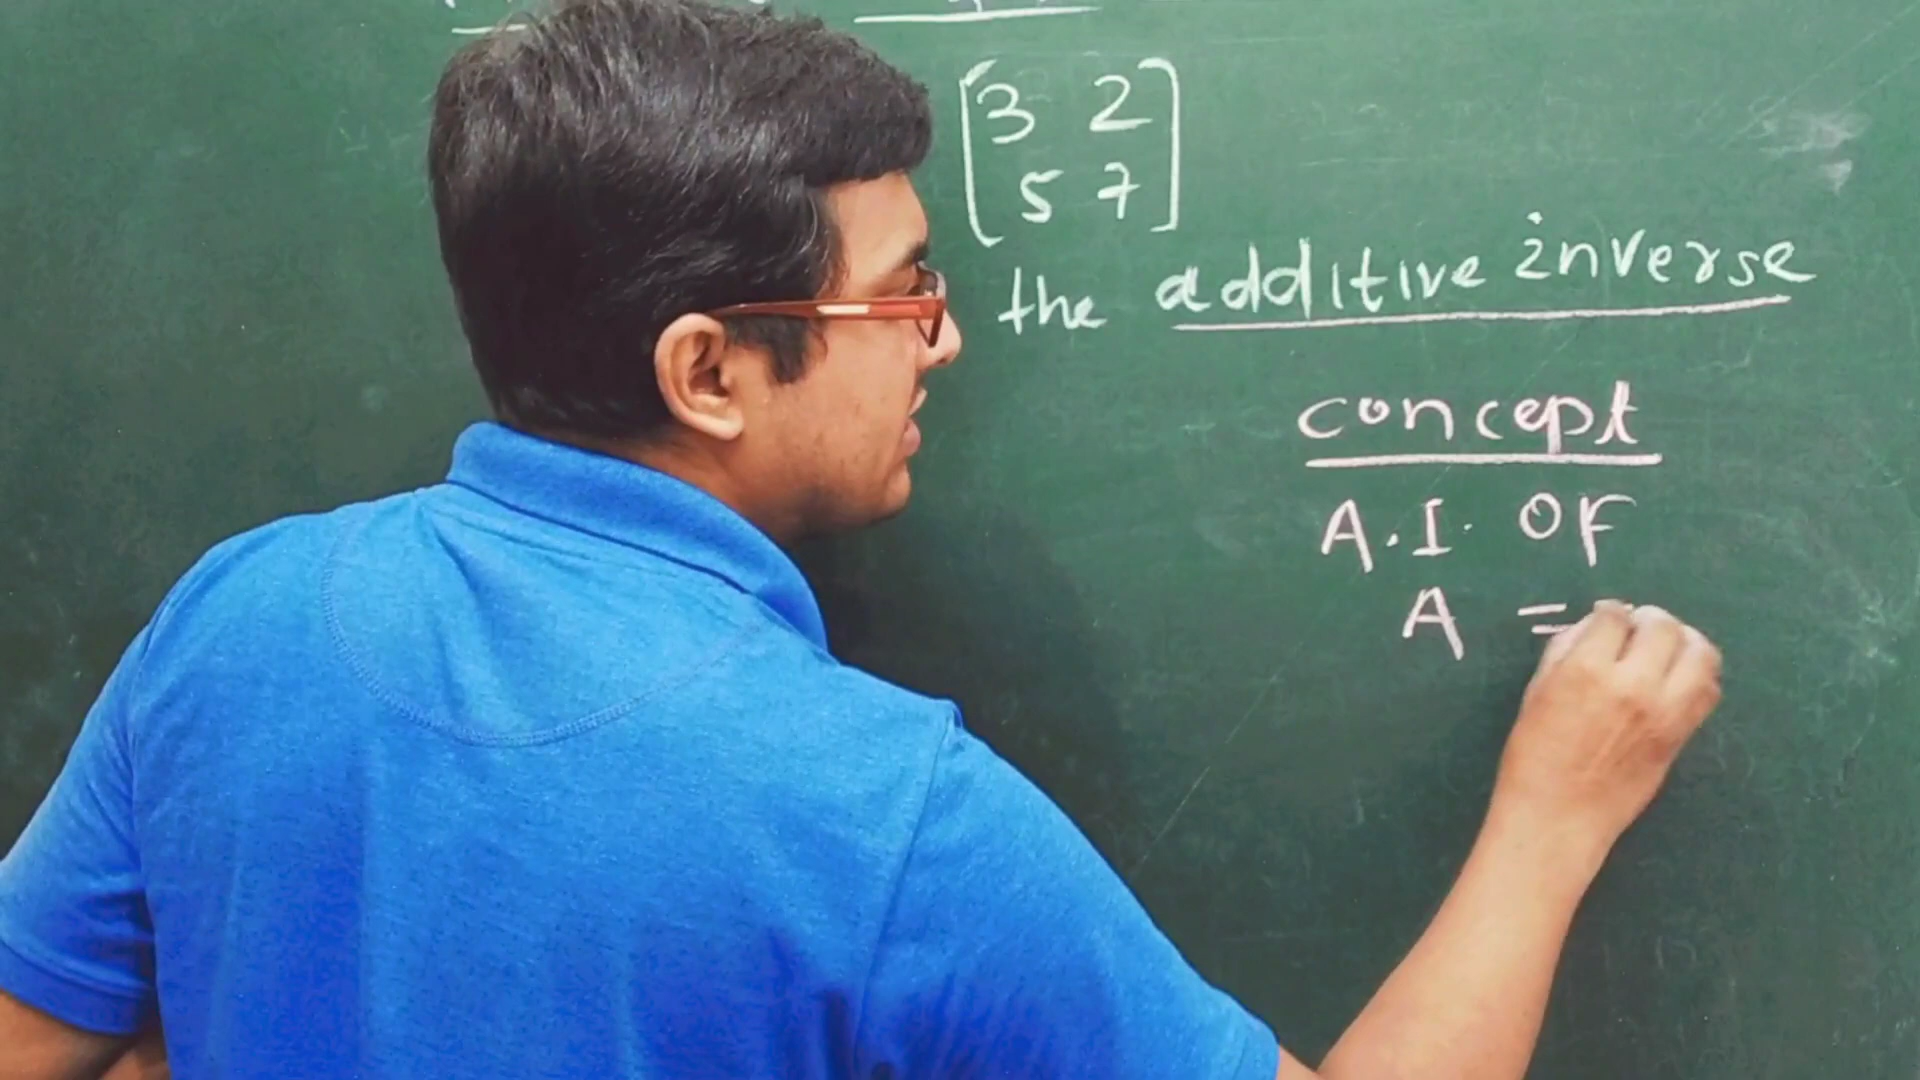 3 2
5 7
the additive inverse
concept
A.I. OF
A =